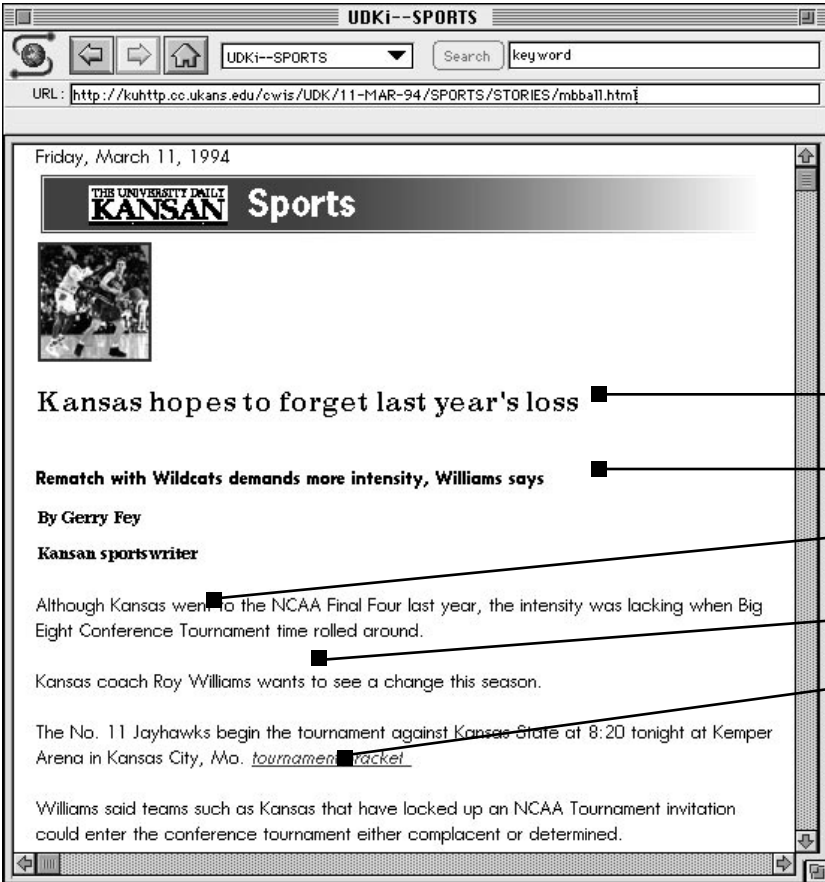 UDKi--SPORTS
UDKi--SPORTS
Search
keyword
URL: http://kuhttp.cc.ukans.edu/cwis/UDK/11-MAR-94/SPORTS/STORIES/mbball.html
Friday, March 11, 1994
THE UNIVERSITY DAILY
KANSAN
Sports
Kansas hopes to forget last year's loss
Rematch with Wildcats demands more intensity, Williams says
By Gerry Fey
Kansan sportswriter
Although Kansas went to the NCAA Final Four last year, the intensity was lacking when Big
Eight Conference Tournament time rolled around.
Kansas coach Roy Williams wants to see a change this season.
The No. 11 Jayhawks begin the tournament against Kansas State at 8:20 tonight at Kemper
Arena in Kansas City, Mo. tournament bracket
Williams said teams such as Kansas that have locked up an NCAA Tournament invitation
could enter the conference tournament either complacent or determined.